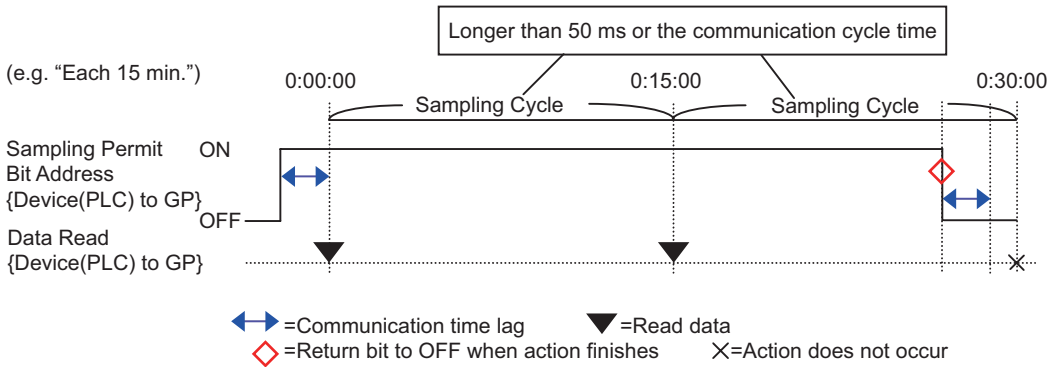 Longer than 50 ms or the communication cycle time
(e.g. “Each 15 min.”)
0:00:00 0:15:00 0:30:00
Sampling Cycle Sampling Cycle
Sampling Permit ON
Bit Address
{Device(PLC) to GP}
OFF
Data Read
{Device(PLC) to GP}
=Communication time lag =Read data
=Return bit to OFF when action finishes =Action does not occur